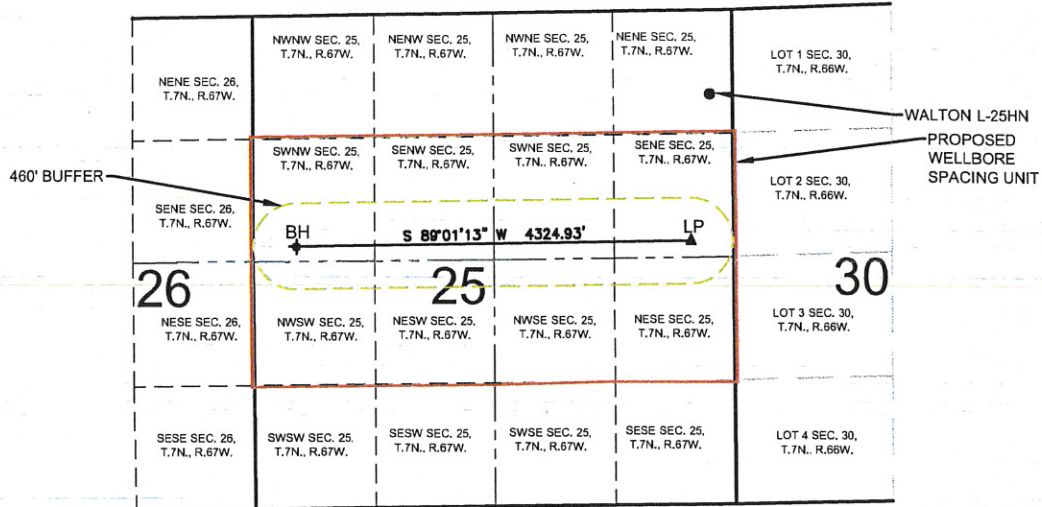 NWNW SEC. 25,
T.7N., R.67W.
NENW SEC. 25,
T.7N., R.67W.
NWNE SEC. 25,
T.7N., R.67W.
NENE SEC. 25,
T.7N., R.67W.
LOT 1 SEC. 30,
T.7N., R.66W.
NENE SEC. 26,
T.7N., R.67W.
WALTON L-25HN
PROPOSED
WELLBORE
SPACING UNIT
SWNW SEC. 25,
T.7N., R.67W.
SENW SEC. 25,
T.7N., R.67W.
SWNE SEC. 25,
T.7N., R.67W.
SENE SEC. 25,
T.7N., R.67W.
460' BUFFER
LOT 2 SEC. 30,
T.7N., R.66W.
SENE SEC. 26,
T.7N., R.67W.
BH
S 89°01'13" W 4324.93'
LP
26
25
30
NESE SEC. 26,
T.7N., R.67W.
NWSW SEC. 25,
T.7N., R.67W.
NESW SEC. 25,
T.7N., R.67W.
NWSE SEC. 25,
T.7N., R.67W.
NESE SEC. 25,
T.7N., R.67W.
LOT 3 SEC. 30,
T.7N., R.66W.
SESE SEC. 26,
T.7N., R.67W.
SWSW SEC. 25,
T.7N., R.67W.
SESW SEC. 25,
T.7N., R.67W.
SWSE SEC. 25,
T.7N., R.67W.
SESE SEC. 25,
T.7N., R.67W.
LOT 4 SEC. 30,
T.7N., R.66W.